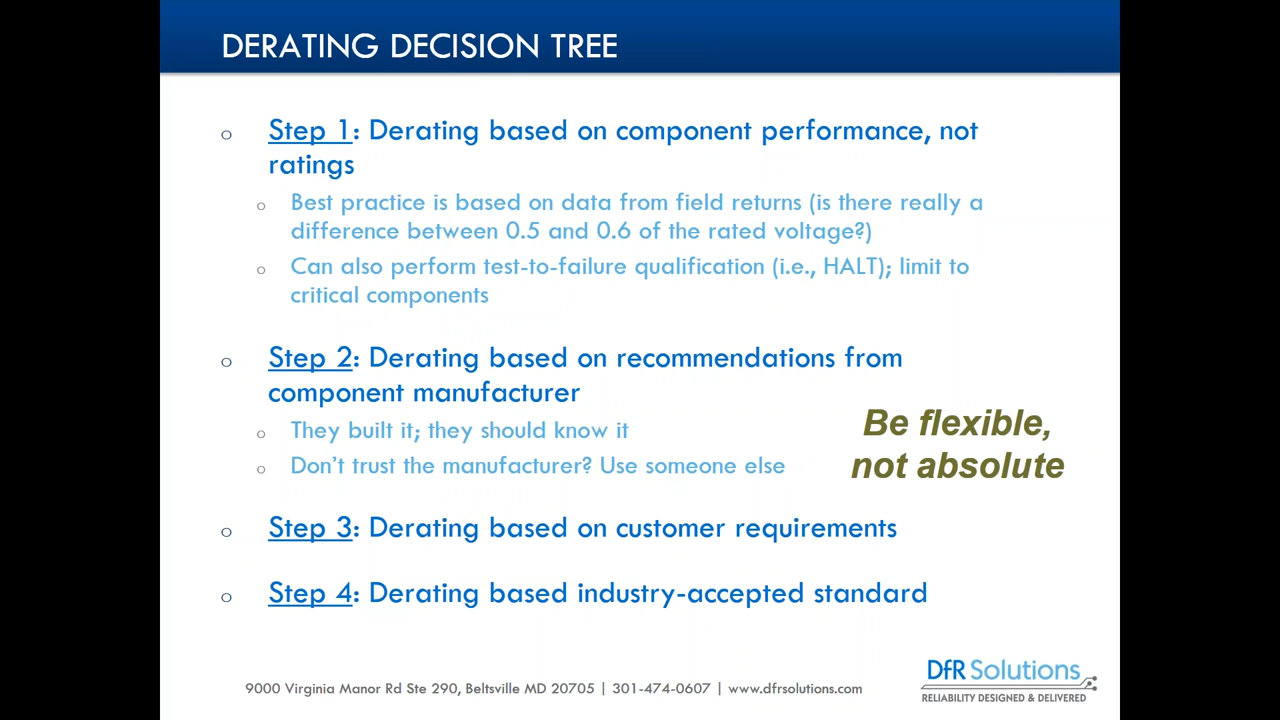 DERATING DECISION TREE
o Step 1: Derating based on component performance, not
ratings
o Best practice is based on data from field returns (is there really a
difference between 0.5 and 0.6 of the rated voltage?)
o Can also perform test-to-failure qualification (i.e., HALT); limit to
critical components
o Step 2: Derating based on recommendations from
component manufacturer
o They built it; they should know it
o Don't trust the manufacturer? Use someone else
Be flexible,
not absolute
o Step 3: Derating based on customer requirements
o Step 4: Derating based industry-accepted standard
9000 Virginia Manor Rd Ste 290, Beltsville MD 20705 | 301-474-0607 | www.dfrsolutions.com
DfR Solutions
RELIABILITY DESIGNED & DELIVERED